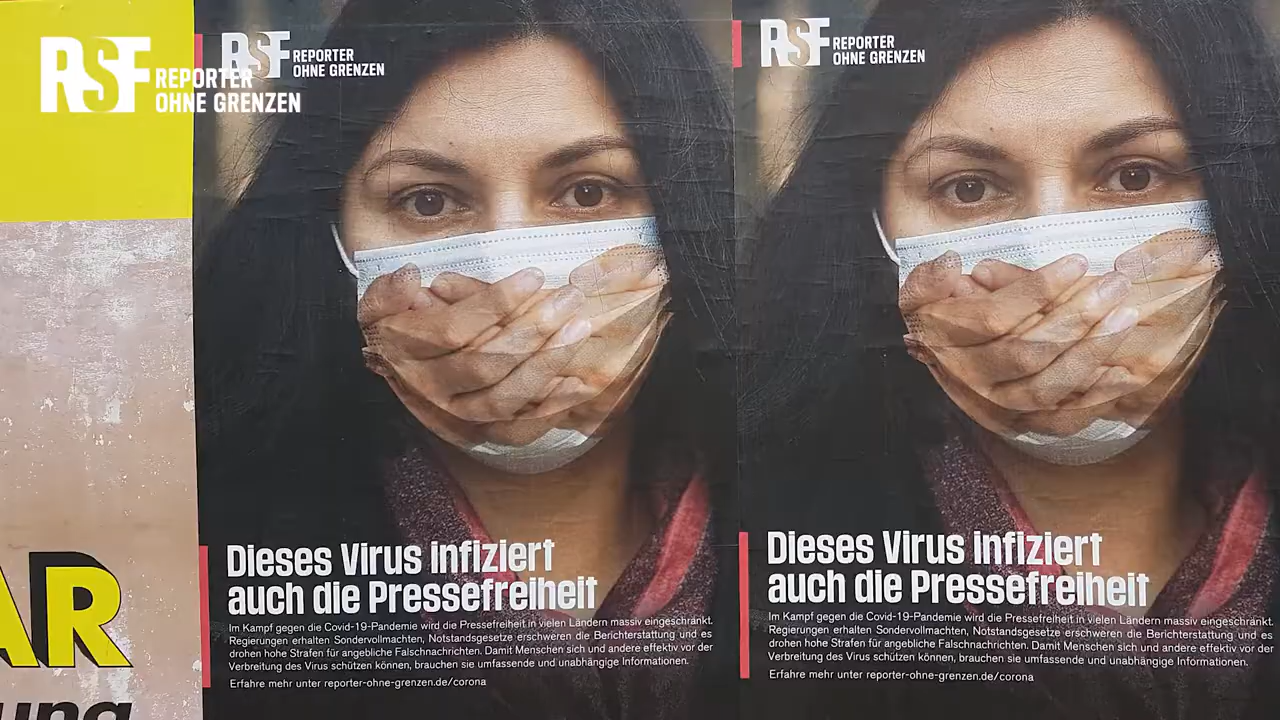 RSF REPORTER
OHNE GRENZEN
RSF REPORTER
OHNE GRENZEN
Dieses Virus infiziert
auch die Pressefreiheit
Im Kampf gegen die Covid-19-Pandemie wird die Pressefreiheit in vielen Ländern massiv eingeschränkt.
Regierungen erhalten Sondervollmachten, Notstandsgesetze erschweren die Berichterstattung und es
drohen hohe Strafen für angebliche Falschnachrichten. Damit Menschen sich und andere effektiv vor der
Verbreitung des Virus schützen können, brauchen sie umfassende und unabhängige Informationen.
Erfahre mehr unter reporter-ohne-grenzen.de/corona
RSF REPORTER
OHNE GRENZEN
Dieses Virus infiziert
auch die Pressefreiheit
Im Kampf gegen die Covid-19-Pandemie wird die Pressefreiheit in vielen Ländern massiv eingeschränkt.
Regierungen erhalten Sondervollmachten, Notstandsgesetze erschweren die Berichterstattung und es
drohen hohe Strafen für angebliche Falschnachrichten. Damit Menschen sich und andere effektiv vor der
Verbreitung des Virus schützen können, brauchen sie umfassende und unabhängige Informationen.
Erfahre mehr unter reporter-ohne-grenzen.de/corona
AR
ung